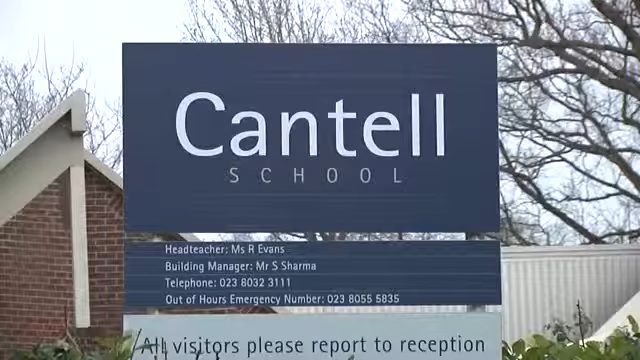 Cantell
SCHOOL
Headteacher: Ms R Evans
Building Manager: Mr S Sharma
Telephone: 023 8032 3111
Out of Hours Emergency Number: 023 8055 5835
All visitors please report to reception